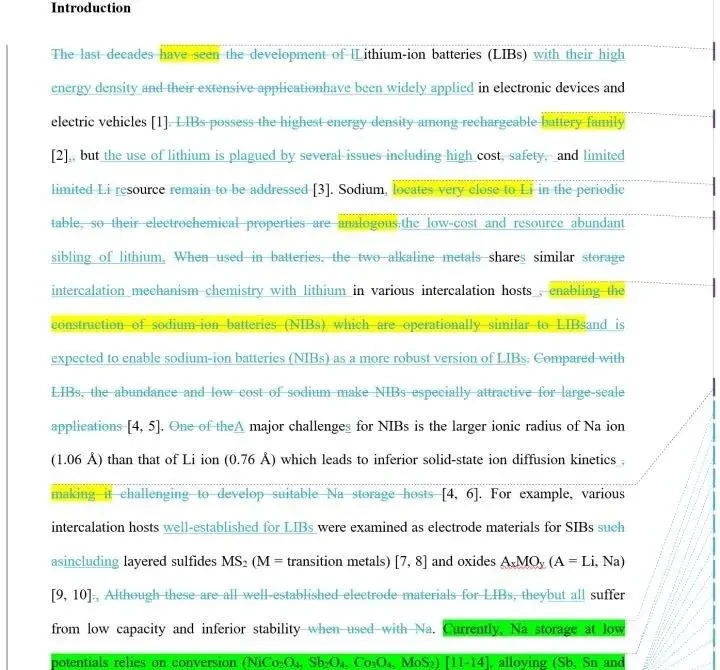 Introduction
The last decades have seen the development of lLithium-ion batteries (LIBs) with their high
energy density and their extensive applicationhave been widely applied in electronic devices and
electric vehicles [1]. LIBs possess the highest energy density among rechargeable battery family
[2],, but the use of lithium is plagued by several issues including high cost, safety, and limited
limited Li resource remain to be addressed [3]. Sodium, locates very close to Li in the periodic
table, so their electrochemical properties are analogous.the low-cost and resource abundant
sibling of lithium, When used in batteries, the two alkaline metals shares similar storage
intercalation mechanism chemistry with lithium in various intercalation hosts , enabling the
construction of sodium-ion batteries (NIBs) which are operationally similar to LIBsand is
expected to enable sodium-ion batteries (NIBs) as a more robust version of LIBs. Compared with
LIBs, the abundance and low cost of sodium make NIBs especially attractive for large-scale
applications [4, 5]. One of theA major challenges for NIBs is the larger ionic radius of Na ion
(1.06 Å) than that of Li ion (0.76 Å) which leads to inferior solid-state ion diffusion kinetics ,
making it challenging to develop suitable Na storage hosts [4, 6]. For example, various
intercalation hosts well-established for LIBs were examined as electrode materials for SIBs such
asincluding layered sulfides MS₂ (M = transition metals) [7, 8] and oxides AₓMOᵧ (A = Li, Na)
[9, 10]., Although these are all well-established electrode materials for LIBs, theybut all suffer
from low capacity and inferior stability when used with Na. Currently, Na storage at low
potentials relies on conversion (NiCo₂O₄, Sb₂O₄, Co₃O₄, MoS₂) [11-14], alloying (Sb, Sn and